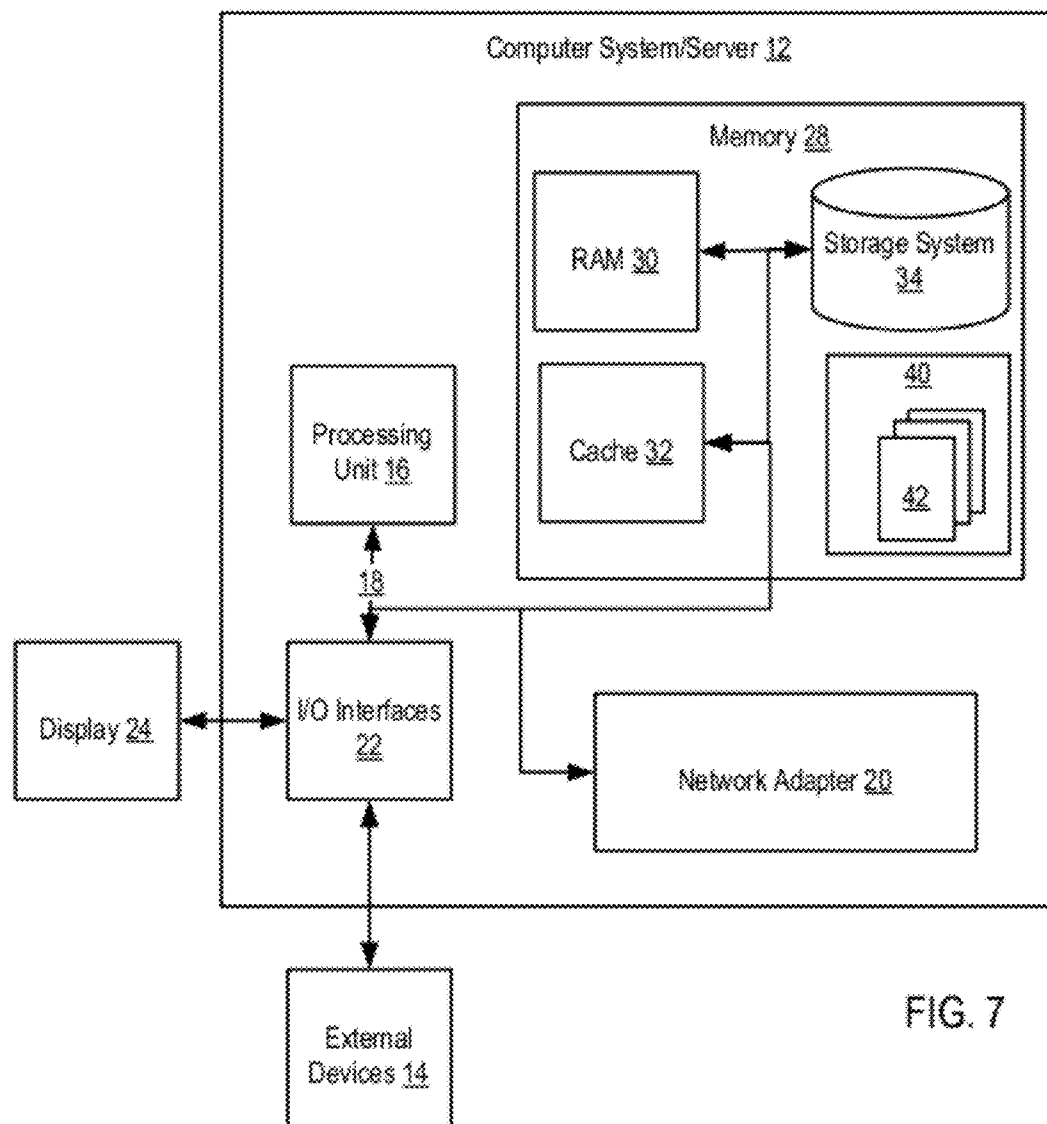 Computer System/Server 12
Memory 28
RAM 30
Storage System
34
Cache 32
40
42
Processing
Unit 16
18
I/O Interfaces
22
Display 24
Network Adapter 20
External
Devices 14
FIG. 7